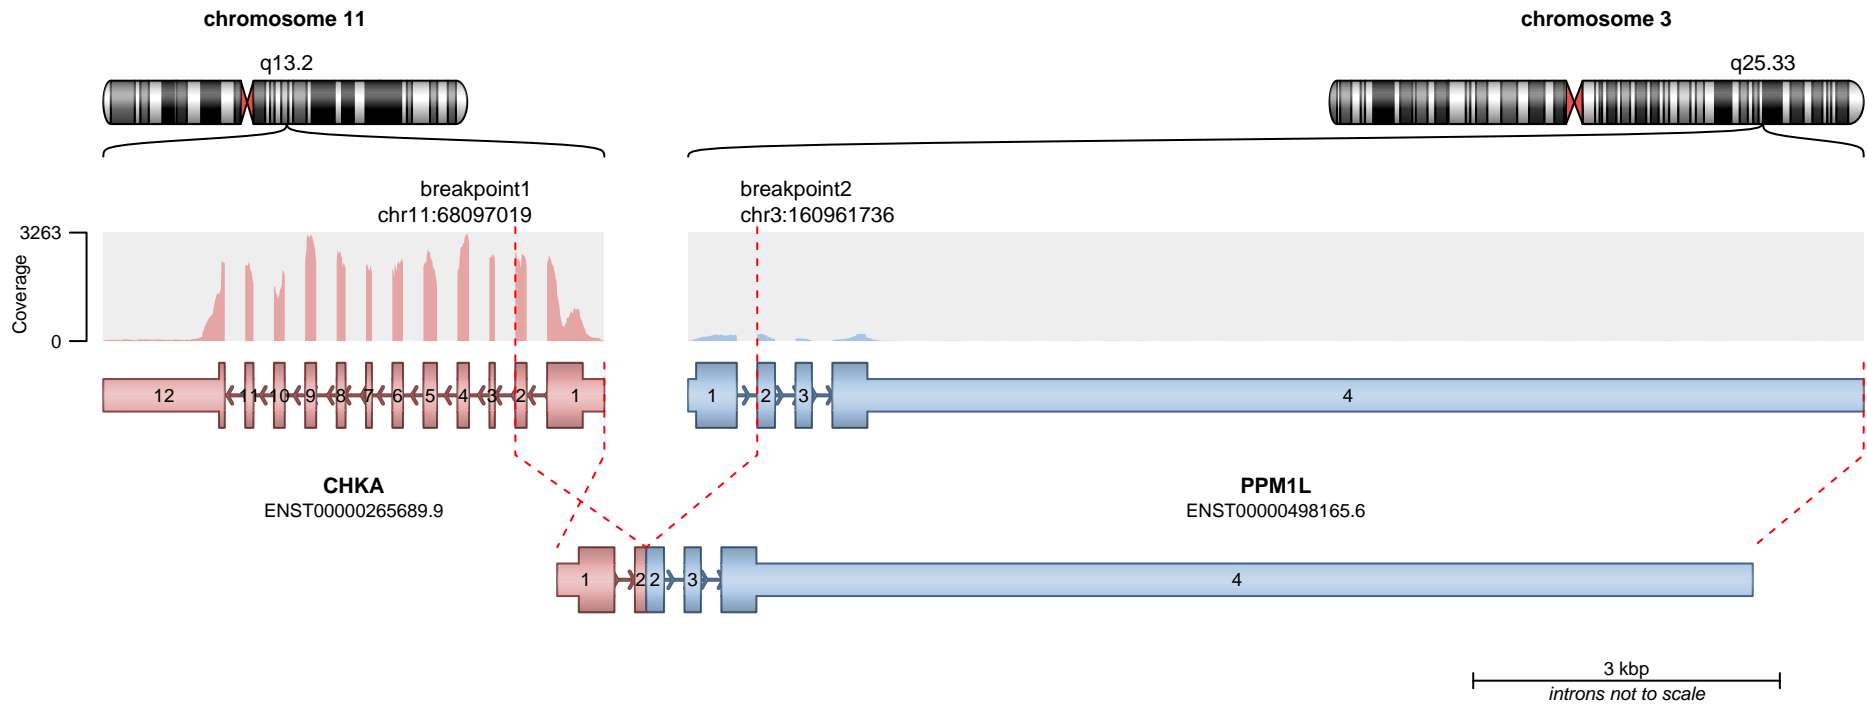 chromosome 11
chromosome 3
q13.2
q25.33
breakpoint1
chr11:68097019
breakpoint2
chr3:160961736
3263
0
Coverage
12 11 10 9 8 7 6 5 4 3 2 1
1 2 3 4
CHKA
ENST00000265689.9
PPM1L
ENST00000498165.6
1 2 2 3 4
3 kbp
introns not to scale